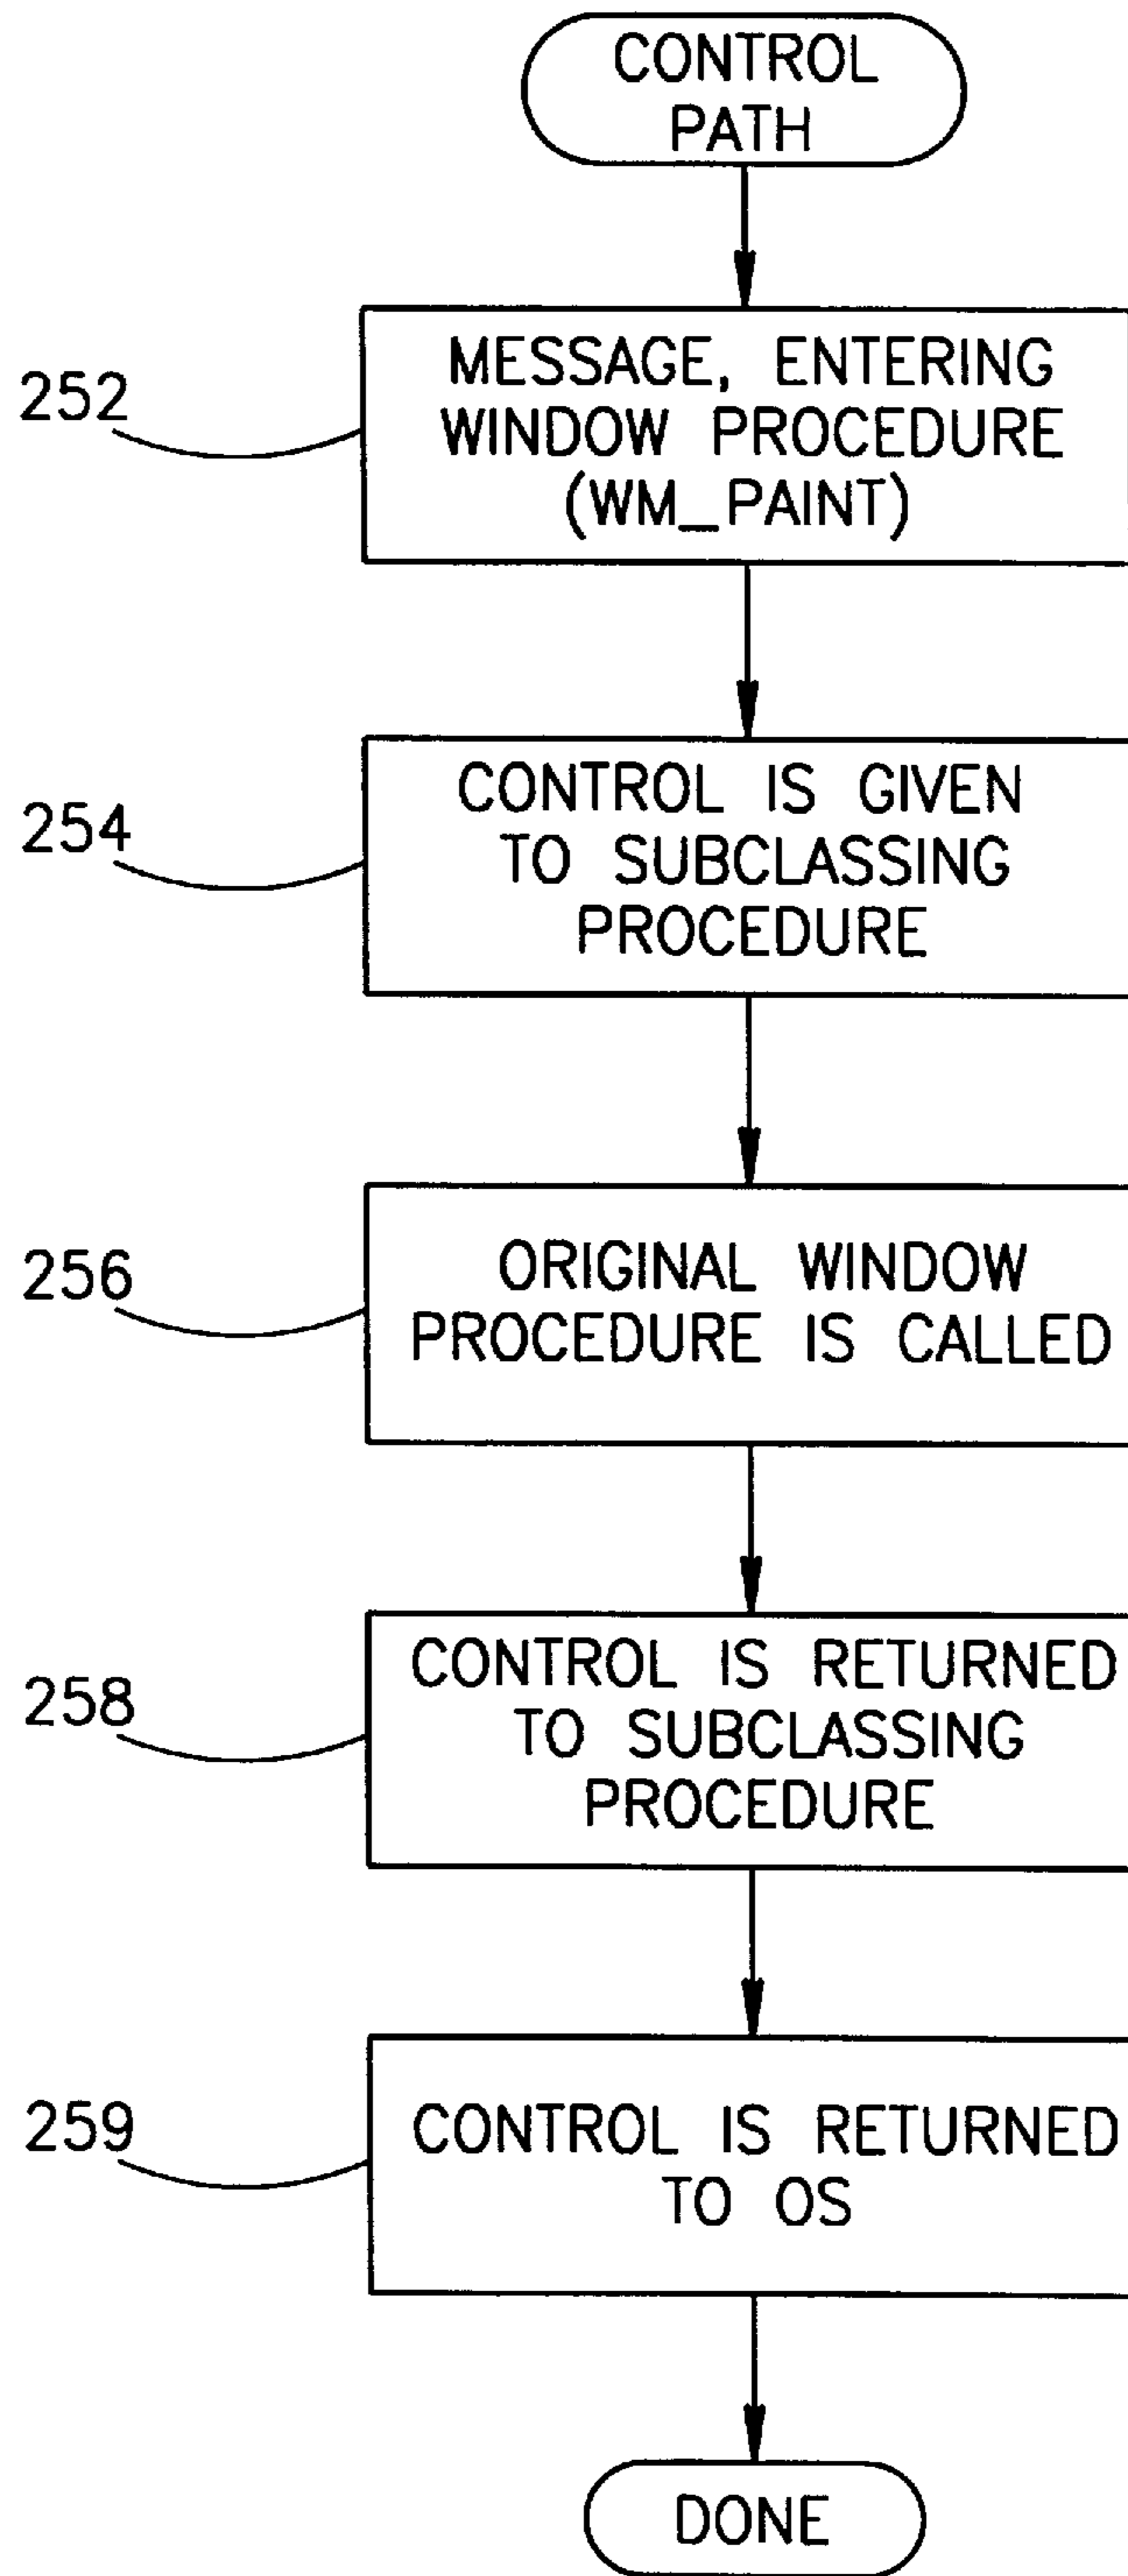 CONTROL
PATH
252
MESSAGE, ENTERING
WINDOW PROCEDURE
(WM_PAINT)
254
CONTROL IS GIVEN
TO SUBCLASSING
PROCEDURE
256
ORIGINAL WINDOW
PROCEDURE IS CALLED
258
CONTROL IS RETURNED
TO SUBCLASSING
PROCEDURE
259
CONTROL IS RETURNED
TO OS
DONE